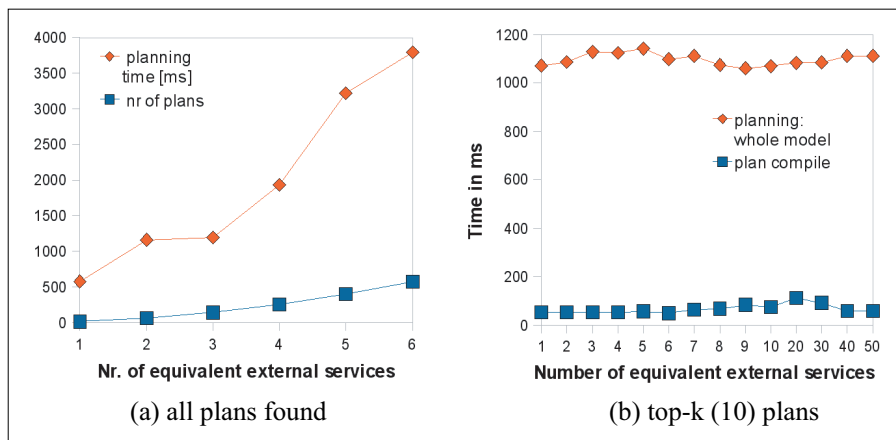 4000
3500
3000
2500
2000
1500
1000
500
0
planning
time [ms]
nr of plans
1 2 3 4 5 6
Nr. of equivalent external services
(a) all plans found
1200
1000
800
600
400
200
0
Time in ms
planning:
whole model
plan compile
1 2 3 4 5 6 7 8 9 10 20 30 40 50
Number of equivalent external services
(b) top-k (10) plans